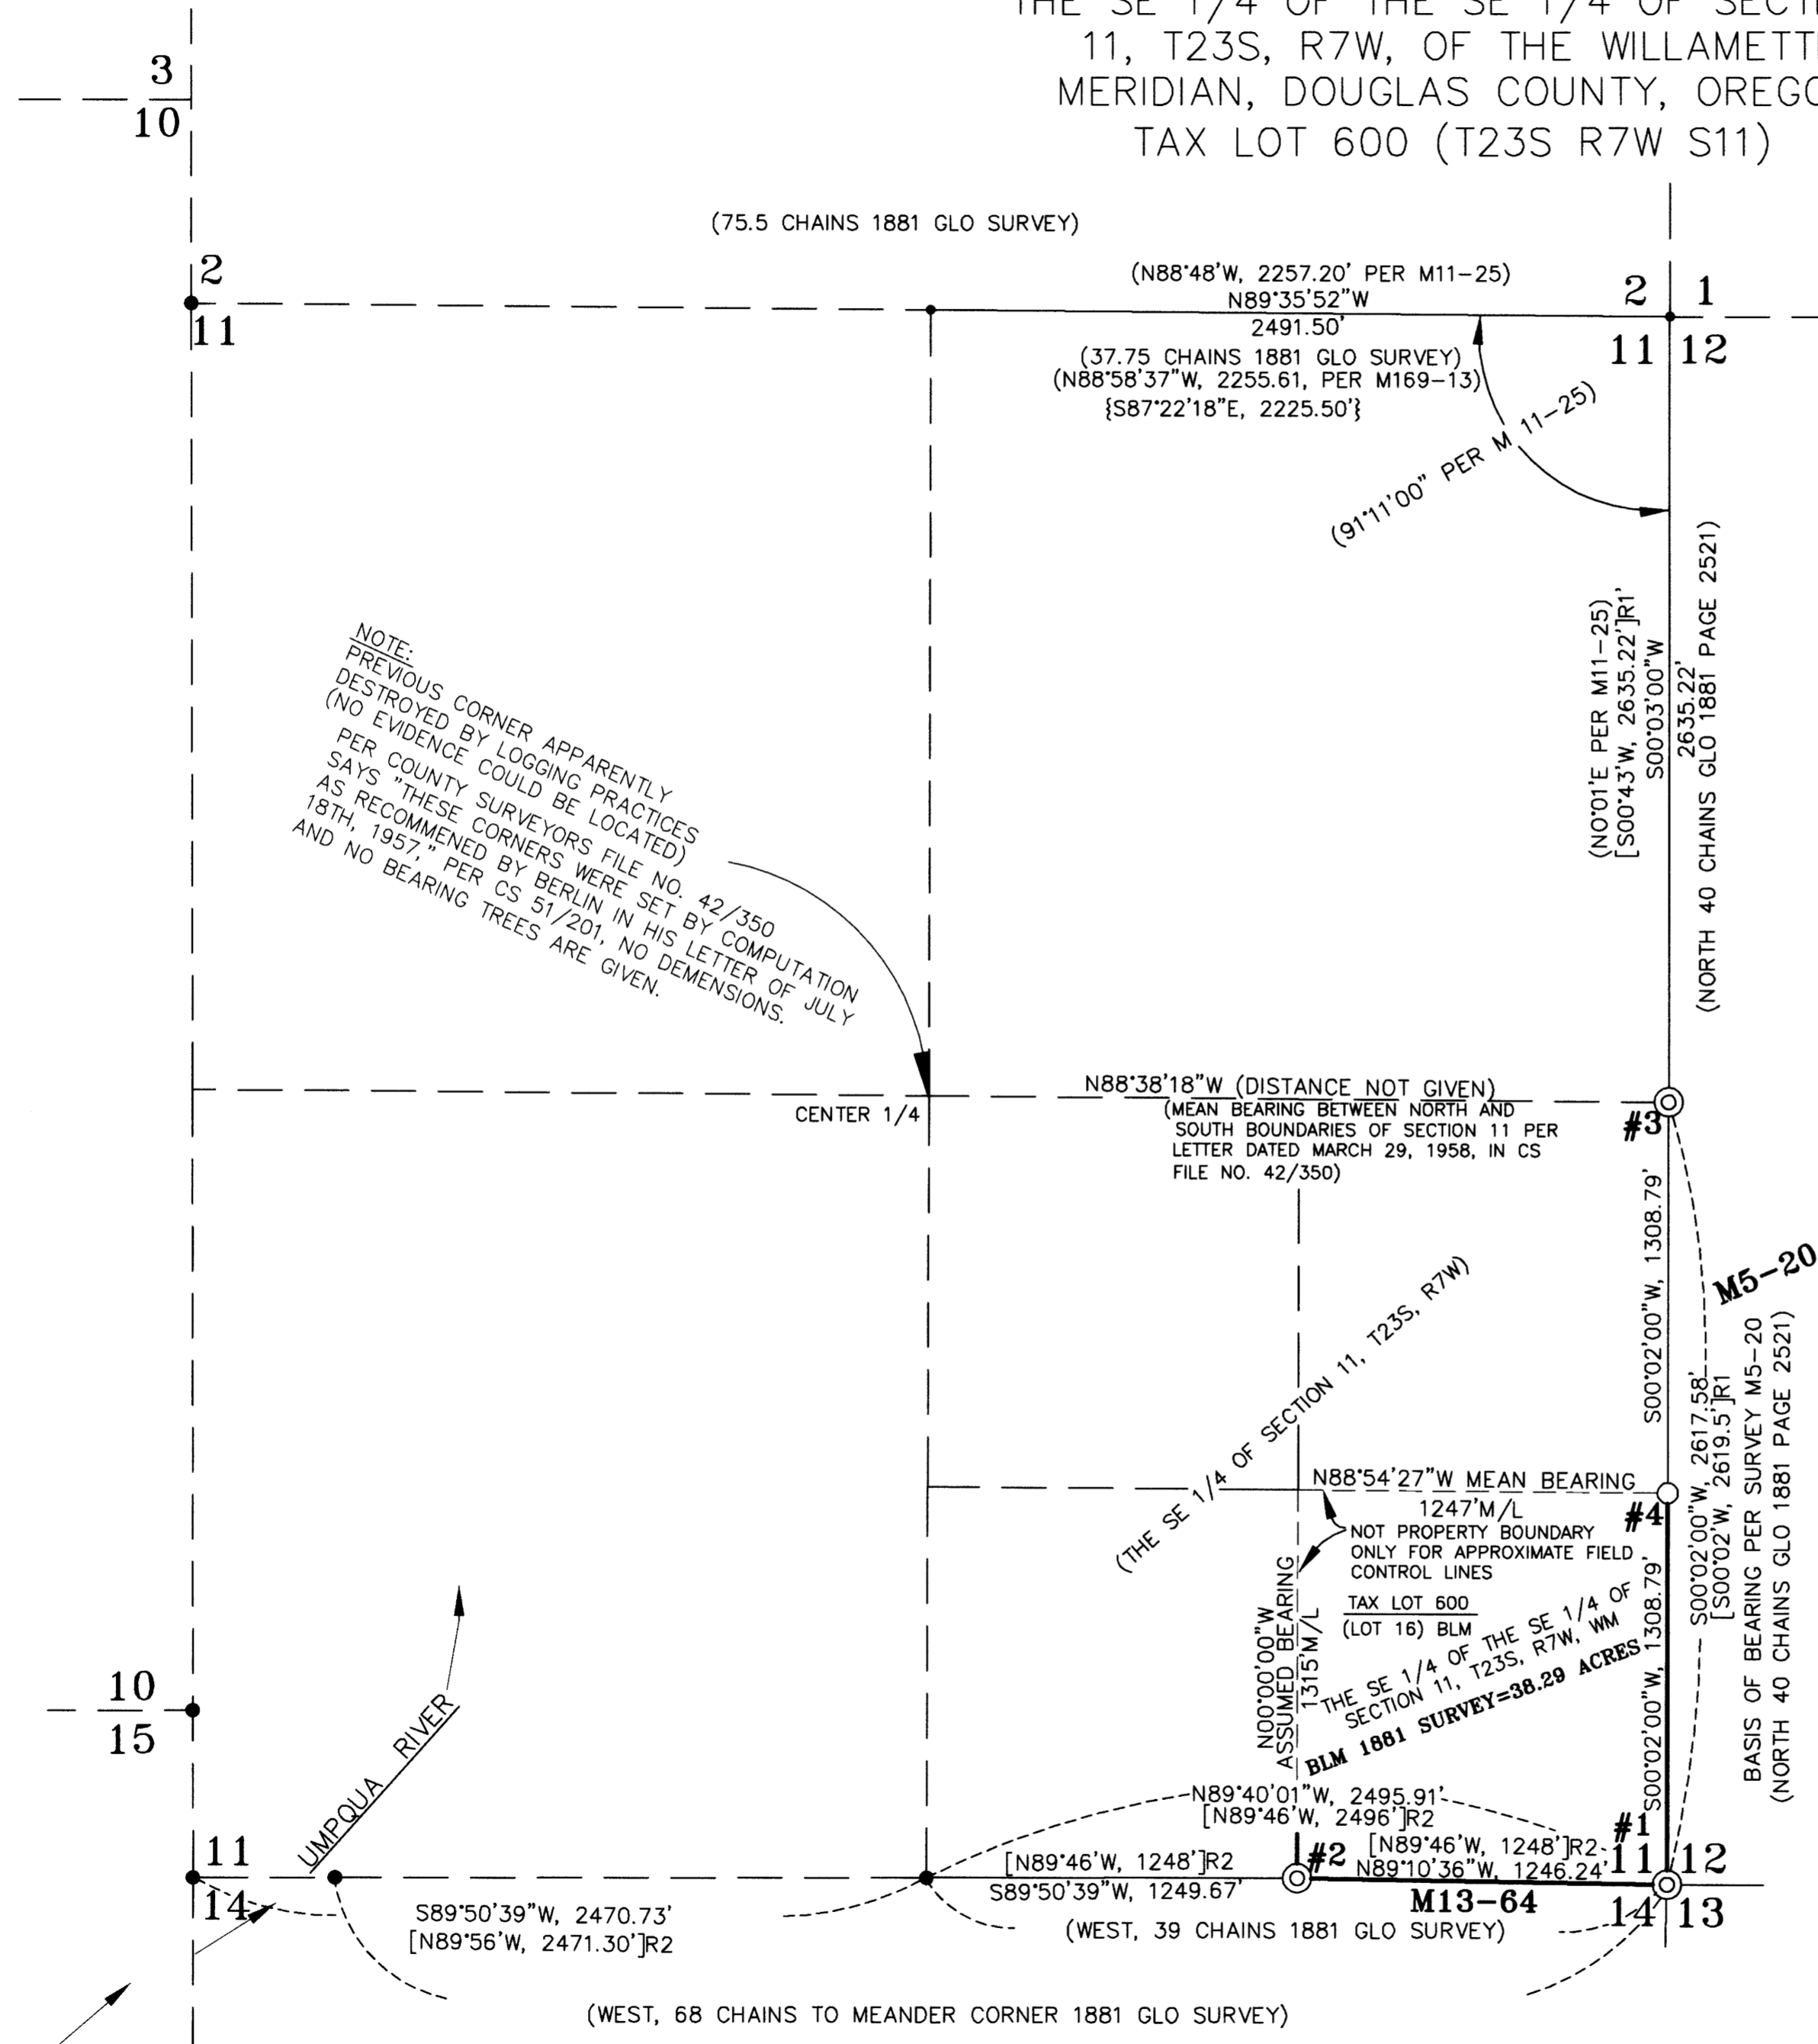 THE SE 1/4 OF THE SE 1/4 OF SECTI
11, T23S, R7W, OF THE WILLAMETT
MERIDIAN, DOUGLAS COUNTY, OREGO
TAX LOT 600 (T23S R7W S11)
3
10
(75.5 CHAINS 1881 GLO SURVEY)
2
11
(N88°48'W, 2257.20' PER M11-25)
N89°35'52"W
2491.50'
(37.75 CHAINS 1881 GLO SURVEY)
(N88°58'37"W, 2255.61, PER M169-13)
{S87°22'18"E, 2225.50'}
2 1
11 12
(91°11'00" PER M 11-25)
(N0°01'E PER M11-25)
[S00°43'W, 2635.22']R1'
S00°03'00"W
2635.22'
(NORTH 40 CHAINS GLO 1881 PAGE 2521)
NOTE:
PREVIOUS CORNER APPARENTLY
DESTROYED BY LOGGING PRACTICES
(NO EVIDENCE COULD BE LOCATED)
PER COUNTY SURVEYORS FILE NO. 42/350
SAYS "THESE CORNERS WERE SET BY COMPUTATION
AS RECOMMENED BY BERLIN IN HIS LETTER OF JULY
18TH, 1957," PER CS 51/201, NO DEMENSIONS.
AND NO BEARING TREES ARE GIVEN.
CENTER 1/4
N88°38'18"W (DISTANCE NOT GIVEN)
(MEAN BEARING BETWEEN NORTH AND
SOUTH BOUNDARIES OF SECTION 11 PER
LETTER DATED MARCH 29, 1958, IN CS
FILE NO. 42/350)
#3
S00°02'00"W, 1308.79'
M5-20
(THE SE 1/4 OF SECTION 11, T23S, R7W)
S00°02'00"W, 2617.58'
[S00°02'W, 2619.5']R1
BASIS OF BEARING PER SURVEY M5-20
(NORTH 40 CHAINS GLO 1881 PAGE 2521)
N88°54'27"W MEAN BEARING
1247'M/L
#4
NOT PROPERTY BOUNDARY
ONLY FOR APPROXIMATE FIELD
CONTROL LINES
TAX LOT 600
(LOT 16) BLM
N00°00'00"W
ASSUMED BEARING
1315'M/L
THE SE 1/4 OF THE SE 1/4 OF
SECTION 11, T23S, R7W, WM
BLM 1881 SURVEY=38.29 ACRES
S00°02'00"W, 1308.79'
10
15
UMPQUA RIVER
N89°40'01"W, 2495.91'
[N89°46'W, 2496']R2
#1
11
14
[N89°46'W, 1248']R2
S89°50'39"W, 1249.67'
#2
[N89°46'W, 1248']R2
N89°10'36"W, 1246.24'
11 12
14 13
M13-64
S89°50'39"W, 2470.73'
[N89°56'W, 2471.30']R2
(WEST, 39 CHAINS 1881 GLO SURVEY)
(WEST, 68 CHAINS TO MEANDER CORNER 1881 GLO SURVEY)